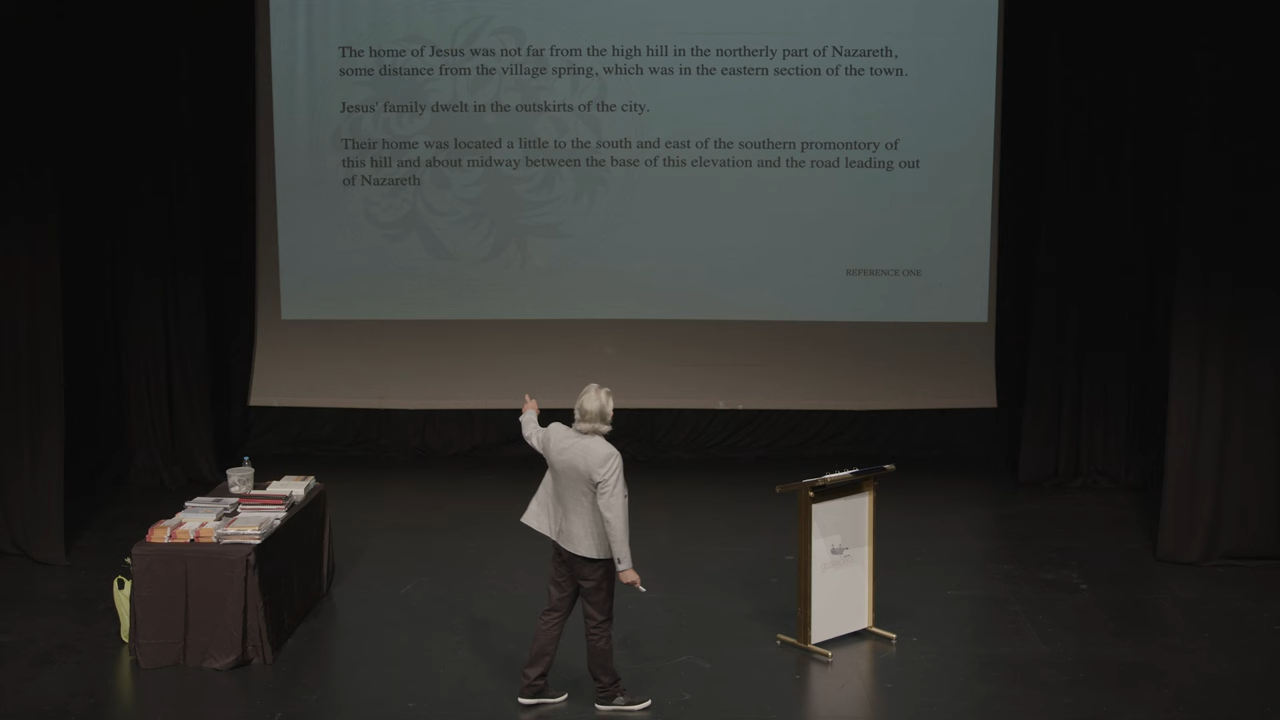 The home of Jesus was not far from the high hill in the northerly part of Nazareth,
some distance from the village spring, which was in the eastern section of the town.
Jesus' family dwelt in the outskirts of the city.
Their home was located a little to the south and east of the southern promontory of
this hill and about midway between the base of this elevation and the road leading out
of Nazareth
REFERENCE ONE